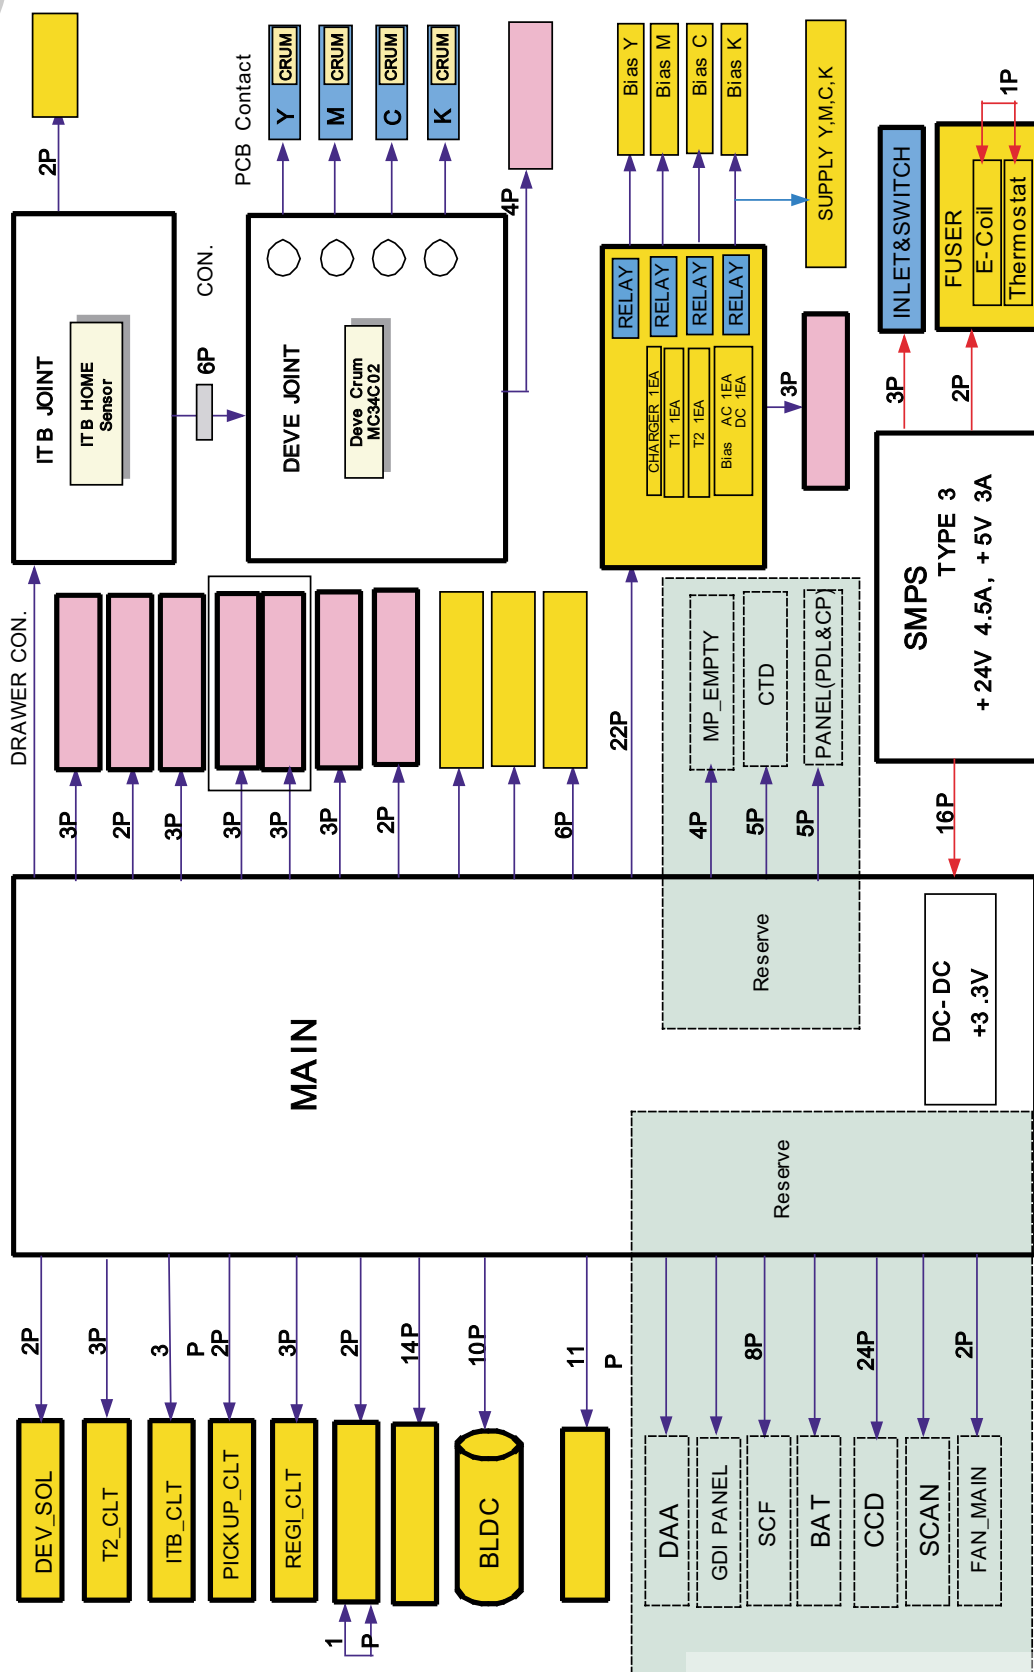 2P
ITB JOINT
ITB HOME
Sensor
CON.
6P
DRAWER CON.
PCB Contact
Y
CRUM
M
CRUM
C
CRUM
K
CRUM
DEVE JOINT
Deve Crum
MC34C02
4P
Bias Y
Bias M
Bias C
Bias K
SUPPLY Y,M,C,K
RELAY
RELAY
RELAY
RELAY
CHARGER 1EA
T1 1EA
T2 1EA
Bias AC 1EA
DC 1EA
3P
22P
INLET&SWITCH
FUSER
E-Coil
Thermostat
1P
3P
2P
SMPS
TYPE 3
+24V 4.5A, +5V 3A
16P
3P
2P
3P
3P
3P
3P
2P
6P
MP_EMPTY
CTD
PANEL(PDL&CP)
4P
5P
5P
Reserve
MAIN
DC-DC
+3.3V
Reserve
2P
3P
3
P
2P
3P
2P
14P
10P
11
P
8P
24P
2P
DEV_SOL
T2_CLT
ITB_CLT
PICKUP_CLT
REGI_CLT
1
P
BLDC
DAA
GDI PANEL
SCF
BAT
CCD
SCAN
FAN_MAIN